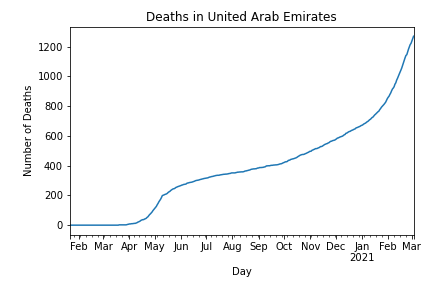 Deaths in United Arab Emirates
Number of Deaths
1200
1000
800
600
400
200
0
Feb Mar Apr May Jun Jul Aug Sep Oct Nov Dec Jan Feb Mar
2021
Day